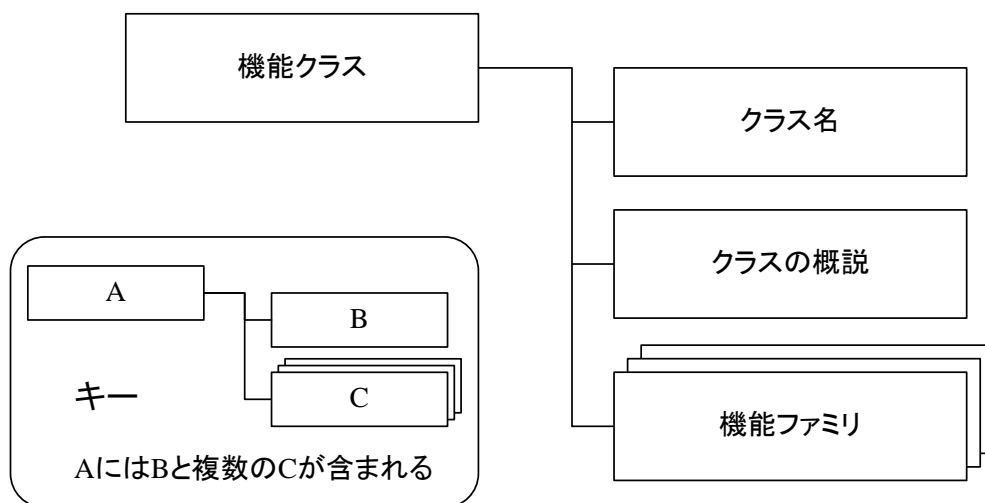 機能クラス
クラス名
クラスの概説
機能ファミリ
A
B
C
キー
AにはBと複数のCが含まれる